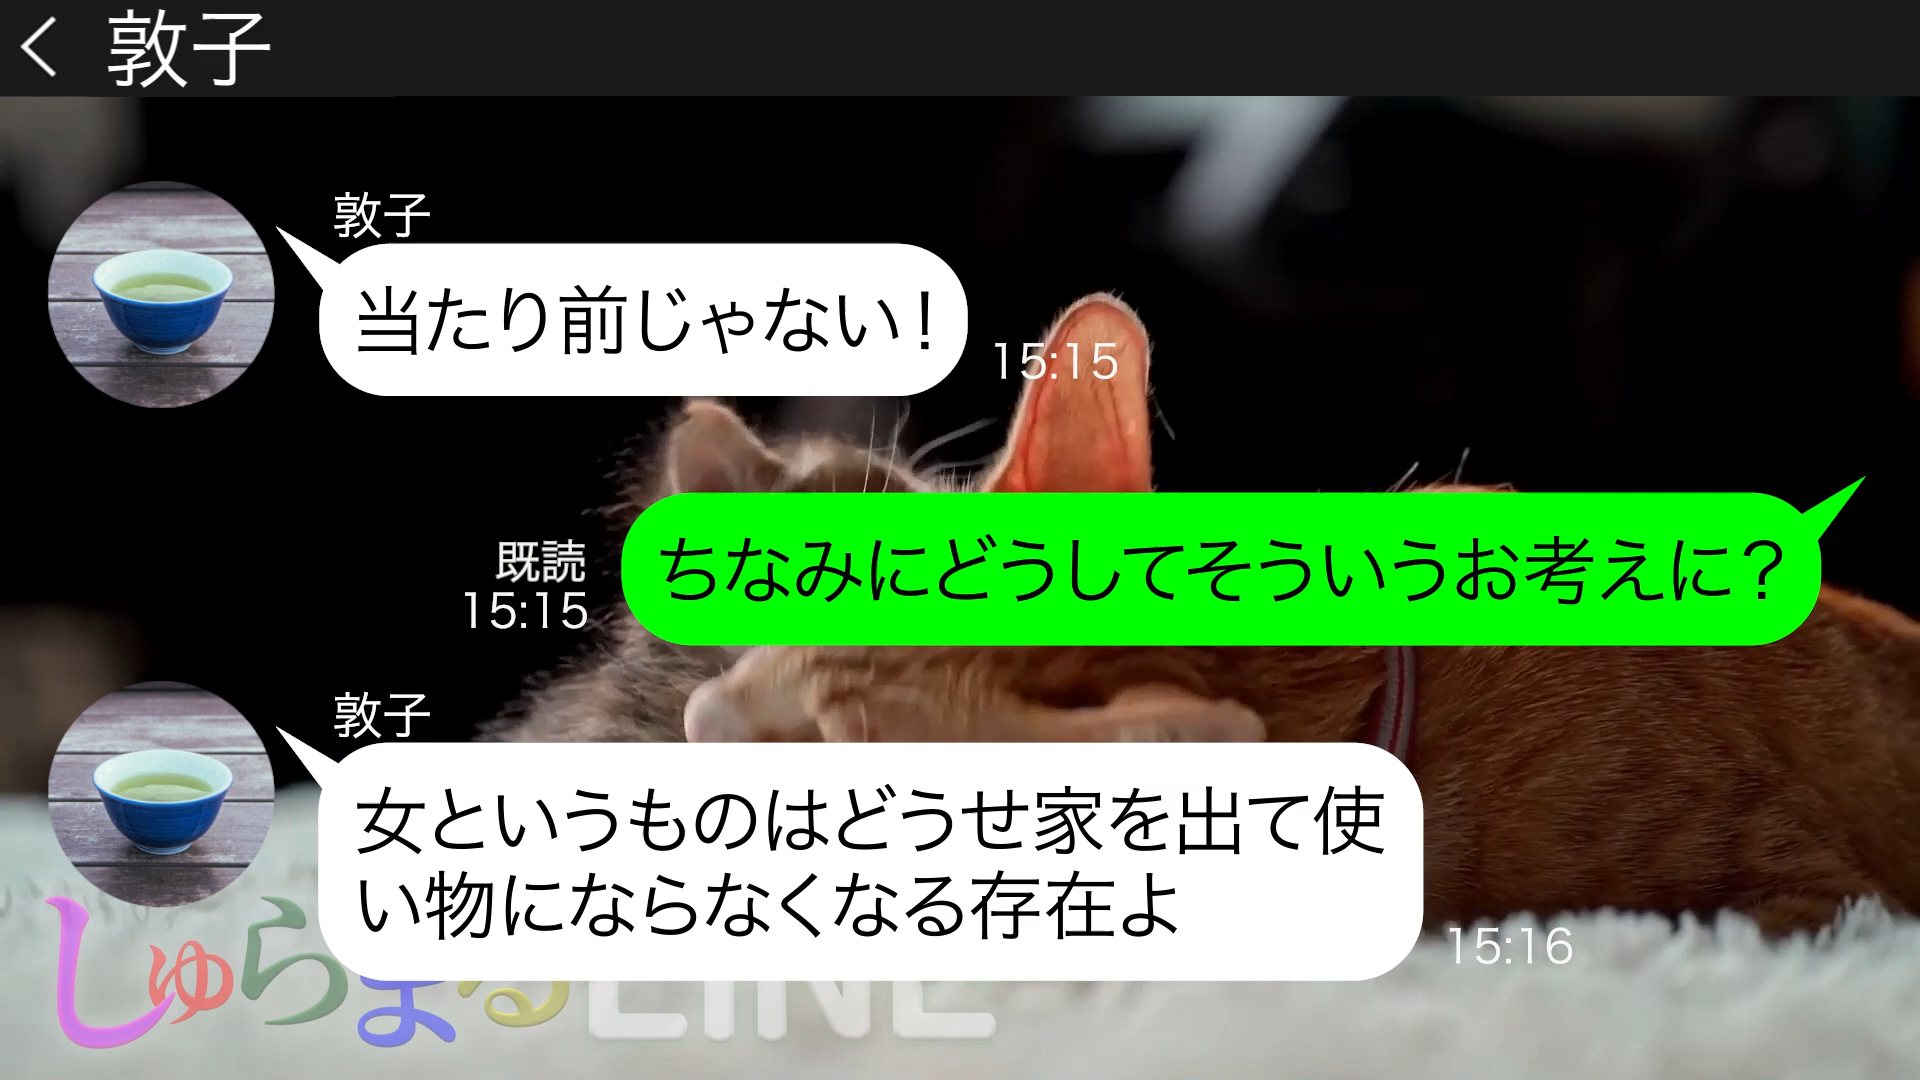 敦子
敦子
当たり前じゃない!
15:15
ちなみにどうしてそういうお考えに?
既読
15:15
敦子
女というものはどうせ家を出て使
い物にならなくなる存在よ
15:16
しゅらまるLINE